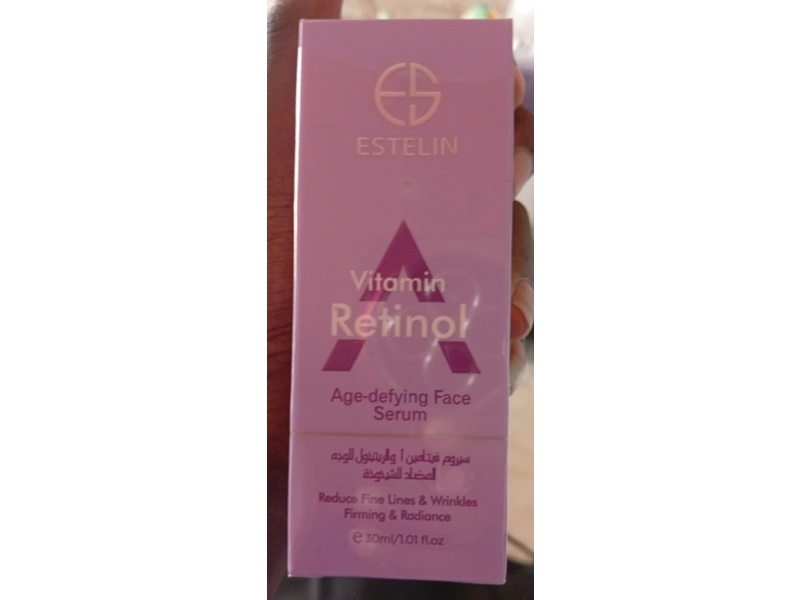 ES
ESTELIN
A
Vitamin
Retinol
Age-defying Face
Serum
سيروم فيتامين أ والريتينول للوجه
المضاد للشيخوخة
Reduce Fine Lines & Wrinkles
Firming & Radiance
e 30ml/1.01 fl.oz